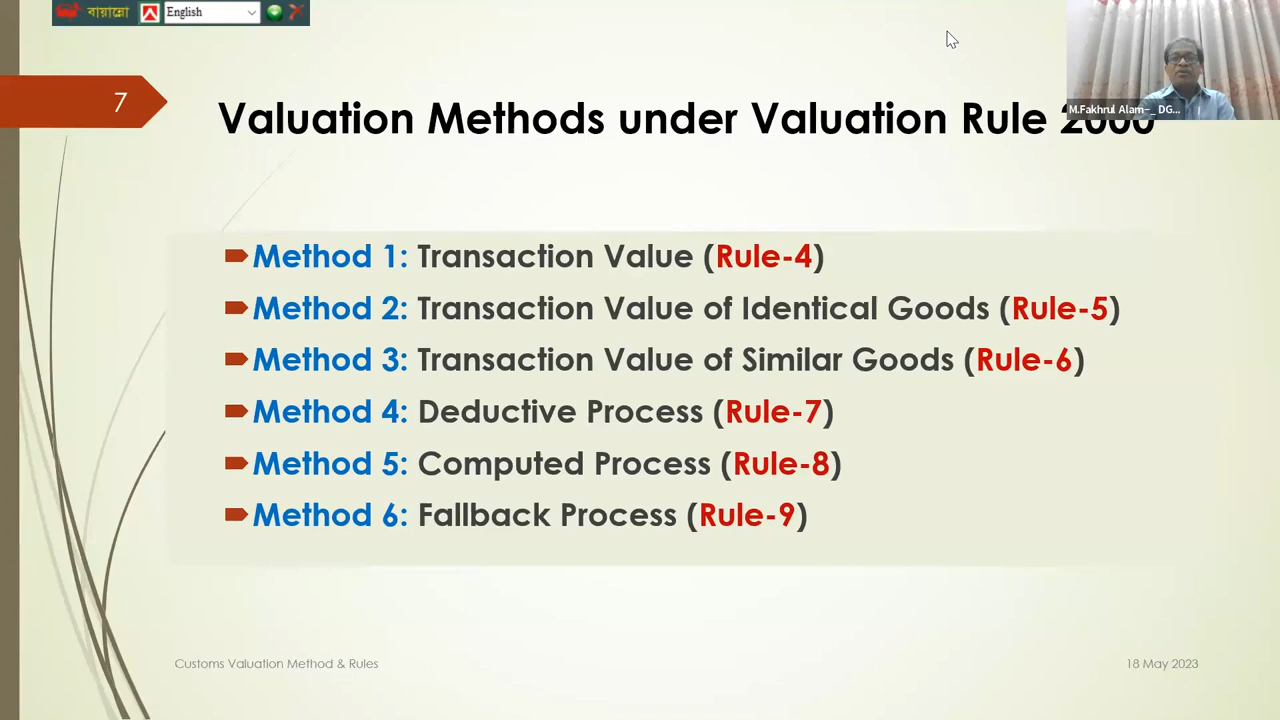 বায়ান্নো
English
7
M.Fakhrul Alam-_ DG...
Valuation Methods under Valuation Rule 2000
Method 1: Transaction Value (Rule-4)
Method 2: Transaction Value of Identical Goods (Rule-5)
Method 3: Transaction Value of Similar Goods (Rule-6)
Method 4: Deductive Process (Rule-7)
Method 5: Computed Process (Rule-8)
Method 6: Fallback Process (Rule-9)
Customs Valuation Method & Rules
18 May 2023